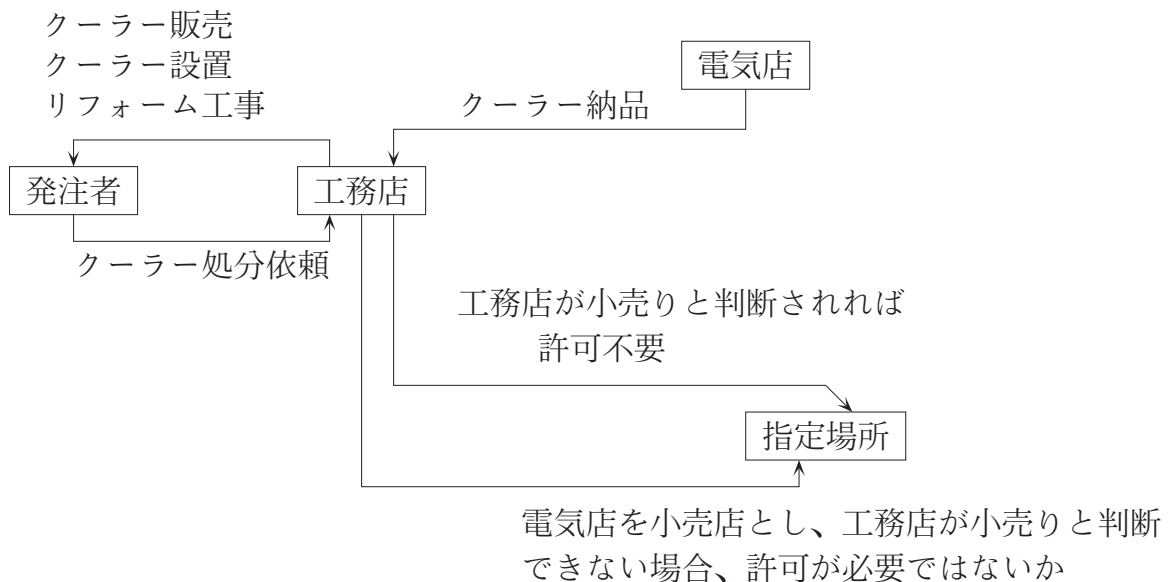 クーラー販売
クーラー設置
リフォーム工事
電気店
クーラー納品
発注者
工務店
クーラー処分依頼
工務店が小売りと判断されれば
許可不要
指定場所
電気店を小売店とし、工務店が小売りと判断
できない場合、許可が必要ではないか